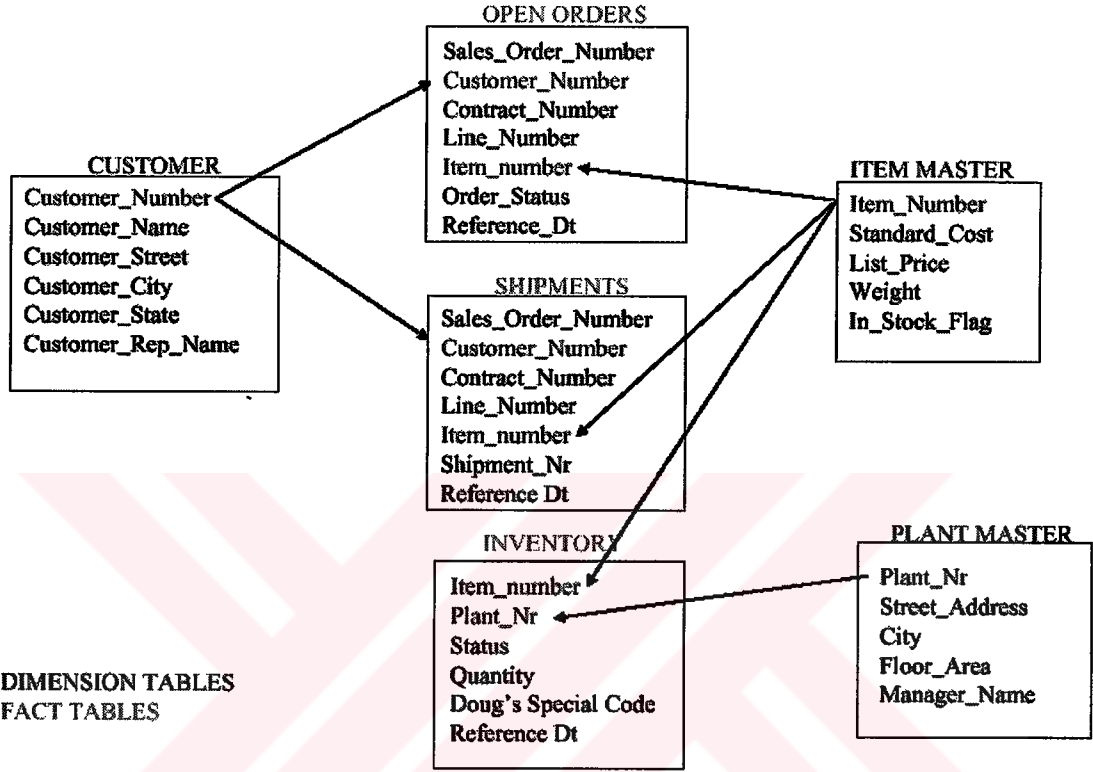 OPEN ORDERS
Sales_Order_Number
Customer_Number
Contract_Number
Line_Number
Item_number
Order_Status
Reference_Dt
CUSTOMER
Customer_Number
Customer_Name
Customer_Street
Customer_City
Customer_State
Customer_Rep_Name
ITEM MASTER
Item_Number
Standard_Cost
List_Price
Weight
In_Stock_Flag
SHIPMENTS
Sales_Order_Number
Customer_Number
Contract_Number
Line_Number
Item_number
Shipment_Nr
Reference Dt
INVENTORY
Item_number
Plant_Nr
Status
Quantity
Doug's Special Code
Reference Dt
PLANT MASTER
Plant_Nr
Street_Address
City
Floor_Area
Manager_Name
DIMENSION TABLES
FACT TABLES